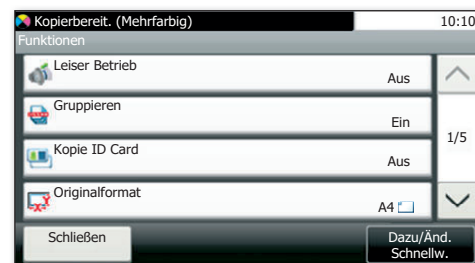 Kopierbereit. (Mehrfarbig) 10:10
Funktionen
Leiser Betrieb
Aus
Gruppieren
Ein
1/5
Kopie ID Card
Aus
Originalformat
A4
Schließen
Dazu/Änd.
Schnellw.